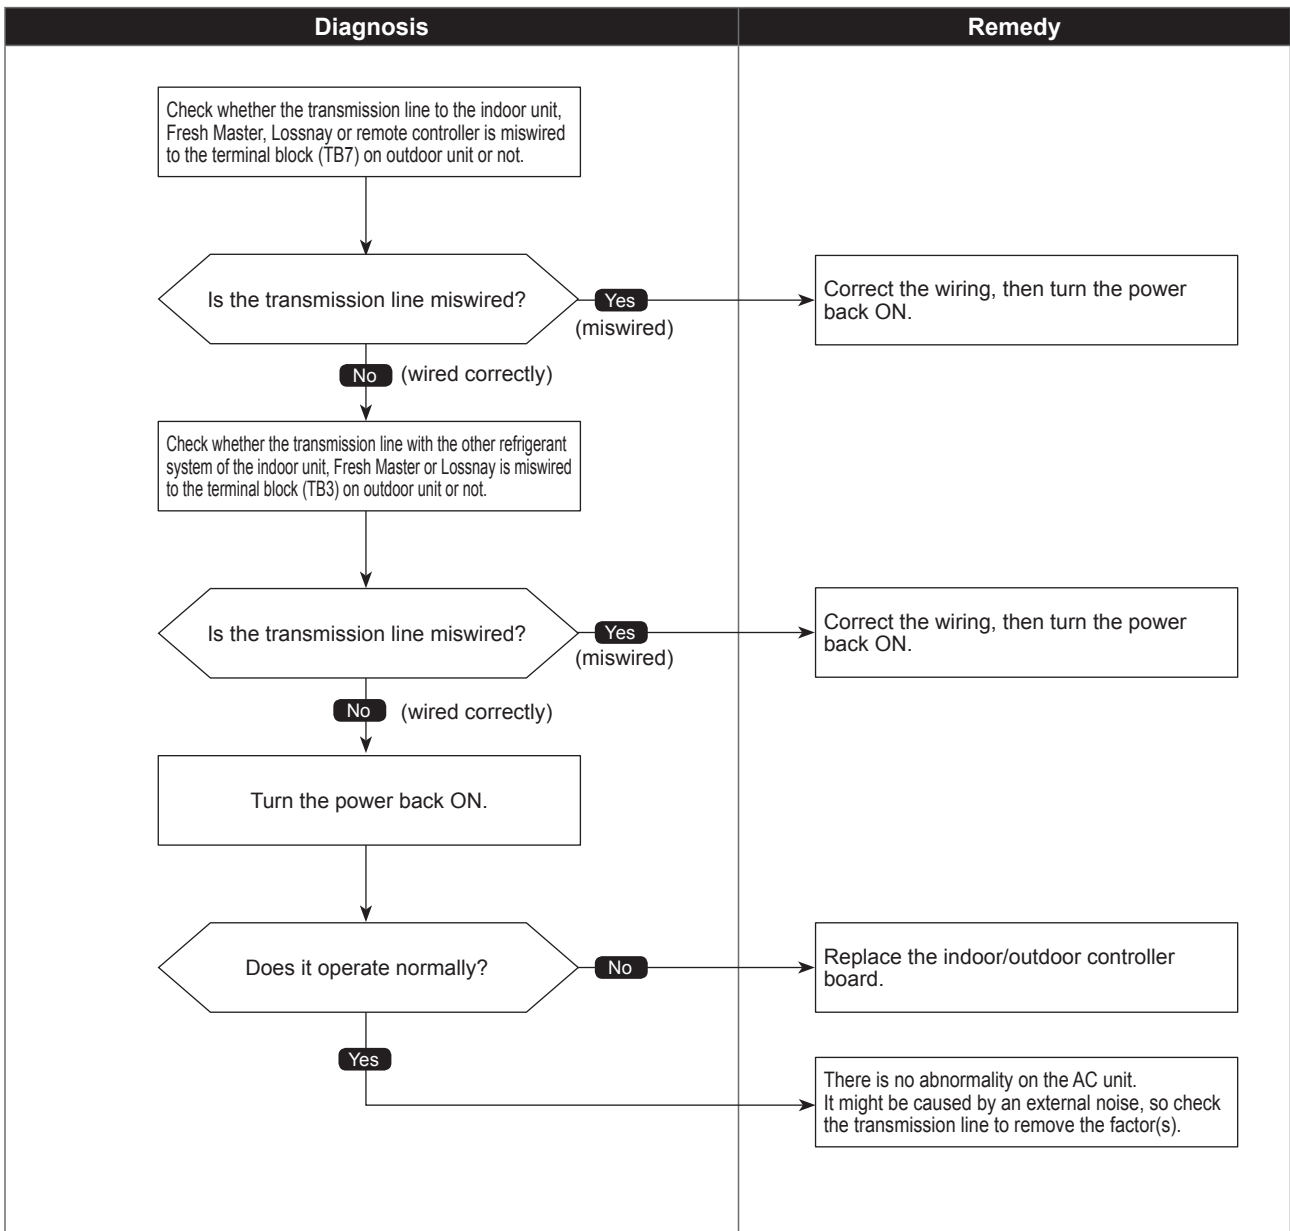 Diagnosis
Remedy
Check whether the transmission line to the indoor unit,
Fresh Master, Lossnay or remote controller is miswired
to the terminal block (TB7) on outdoor unit or not.
Is the transmission line miswired?
Yes
(miswired)
Correct the wiring, then turn the power
back ON.
No (wired correctly)
Check whether the transmission line with the other refrigerant
system of the indoor unit, Fresh Master or Lossnay is miswired
to the terminal block (TB3) on outdoor unit or not.
Is the transmission line miswired?
Yes
(miswired)
Correct the wiring, then turn the power
back ON.
No (wired correctly)
Turn the power back ON.
Does it operate normally?
No
Replace the indoor/outdoor controller
board.
Yes
There is no abnormality on the AC unit.
It might be caused by an external noise, so check
the transmission line to remove the factor(s).